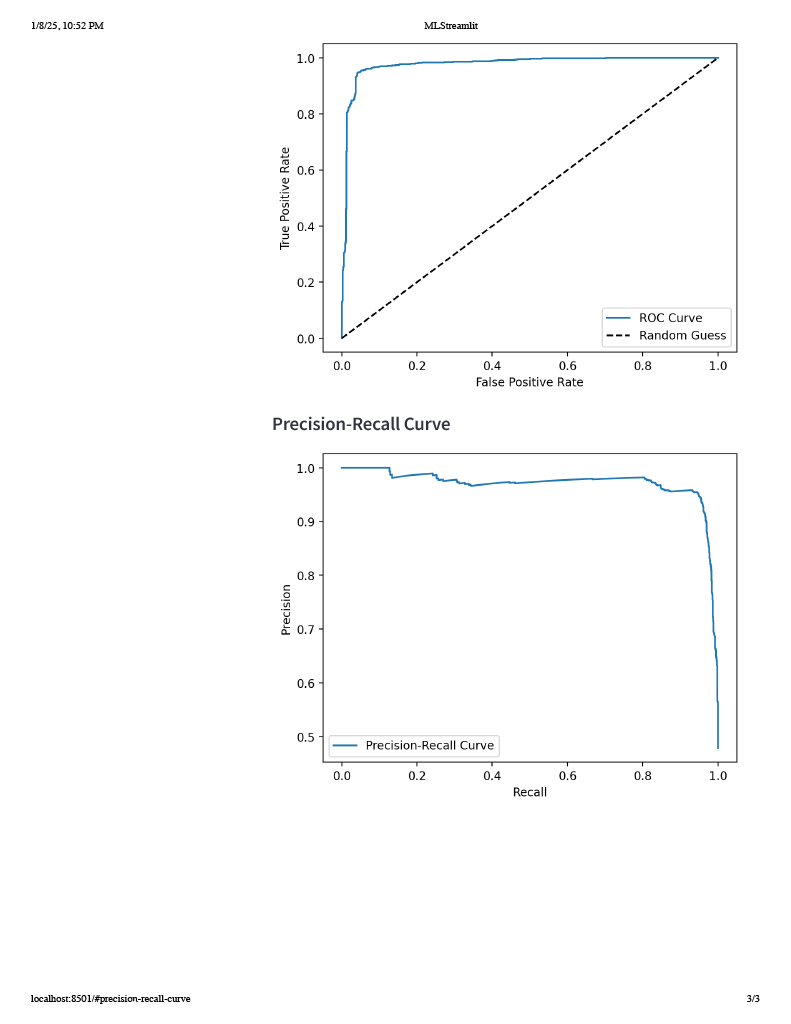 1/8/25, 10:52 PM
MLStreamlit
1.0
0.8
0.6
0.4
0.2
0.0
True Positive Rate
ROC Curve
Random Guess
0.0 0.2 0.4 0.6 0.8 1.0
False Positive Rate
Precision-Recall Curve
1.0
0.9
0.8
0.7
0.6
0.5
Precision
Precision-Recall Curve
0.0 0.2 0.4 0.6 0.8 1.0
Recall
localhost:8501/#precision-recall-curve
3/3